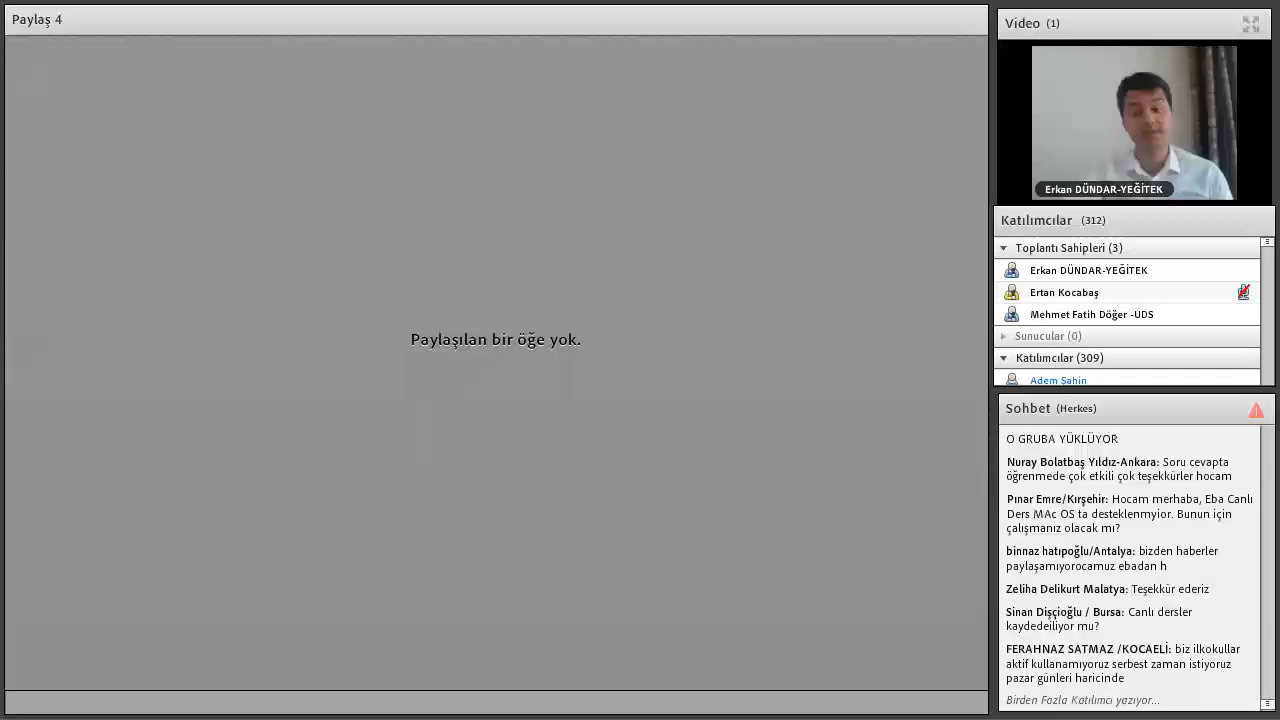 Paylaş 4
Paylaşılan bir öğe yok.
Video (1)
Erkan DÜNDAR-YEĞİTEK
Katılımcılar (312)
Toplantı Sahipleri (3)
Erkan DÜNDAR-YEĞİTEK
Ertan Kocabaş
Mehmet Fatih Döğer -UDS
Sunucular (0)
Katılımcılar (309)
Adem Sahin
Sohbet (Herkes)
O GRUBA YÜKLÜYOR
Nuray Bolatbaş Yıldız-Ankara: Soru cevapta
öğrenmede çok etkili çok teşekkürler hocam
Pınar Emre/Kırşehir: Hocam merhaba, Eba Canlı
Ders MAc OS ta desteklenmyior. Bunun için
çalışmanız olacak mı?
binnaz hatıpoğlu/Antalya: bizden haberler
paylaşamıyorocamuz ebadan h
Zeliha Delikurt Malatya: Teşekkür ederiz
Sinan Dişçioğlu / Bursa: Canlı dersler
kaydedeiliyor mu?
FERAHNAZ SATMAZ /KOCAELİ: biz ilkokullar
aktif kullanamıyoruz serbest zaman istiyoruz
pazar günleri haricinde
Birden Fazla Katılımcı yazıyor...